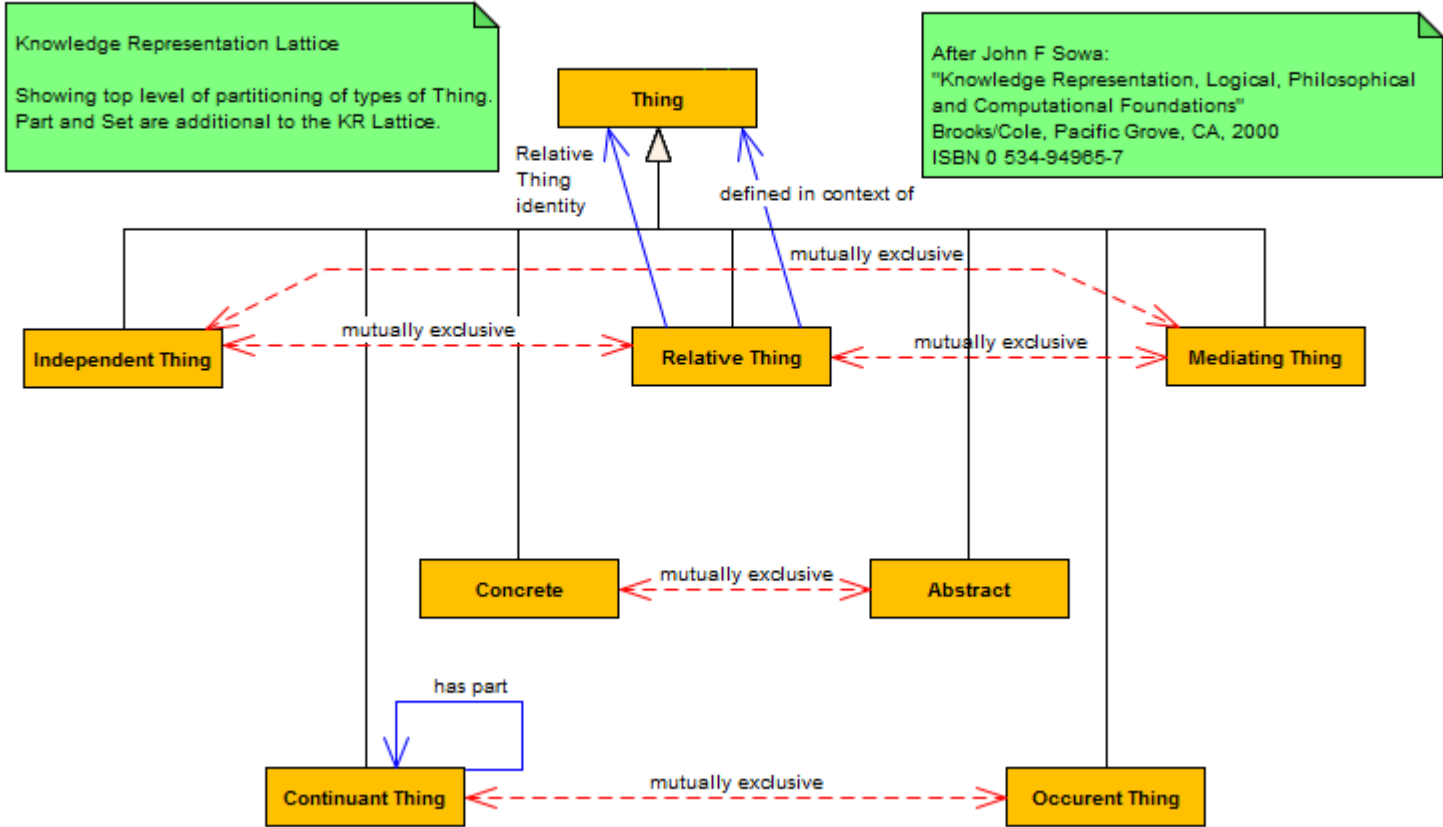 Knowledge Representation Lattice
Showing top level of partitioning of types of Thing.
Part and Set are additional to the KR Lattice.
After John F Sowa:
"Knowledge Representation, Logical, Philosophical
and Computational Foundations"
Brooks/Cole, Pacific Grove, CA, 2000
ISBN 0 534-94965-7
Thing
Relative
Thing
identity
defined in context of
mutually exclusive
mutually exclusive
mutually exclusive
Independent Thing
Relative Thing
Mediating Thing
mutually exclusive
Concrete
Abstract
has part
mutually exclusive
Continuant Thing
Occurent Thing